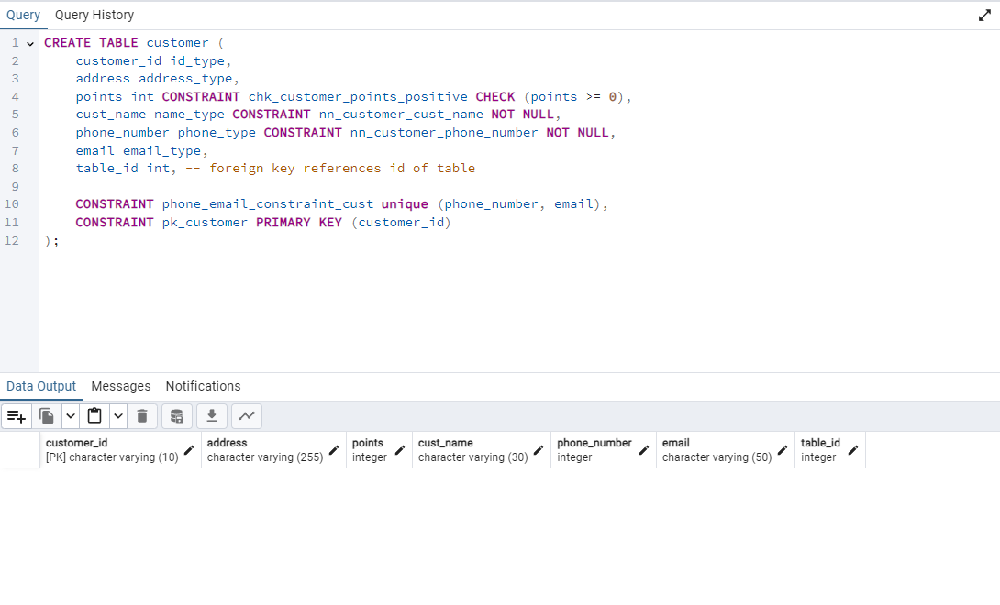 Query Query History
1 CREATE TABLE customer (
2 customer_id id_type,
3 address address_type,
4 points int CONSTRAINT chk_customer_points_positive CHECK (points >= 0),
5 cust_name name_type CONSTRAINT nn_customer_cust_name NOT NULL,
6 phone_number phone_type CONSTRAINT nn_customer_phone_number NOT NULL,
7 email email_type,
8 table_id int, -- foreign key references id of table
9
10 CONSTRAINT phone_email_constraint_cust unique (phone_number, email),
11 CONSTRAINT pk_customer PRIMARY KEY (customer_id)
12 );
Data Output Messages Notifications
customer_id address points cust_name phone_number email table_id
[PK] character varying (10) character varying (255) integer character varying (30) integer character varying (50) integer